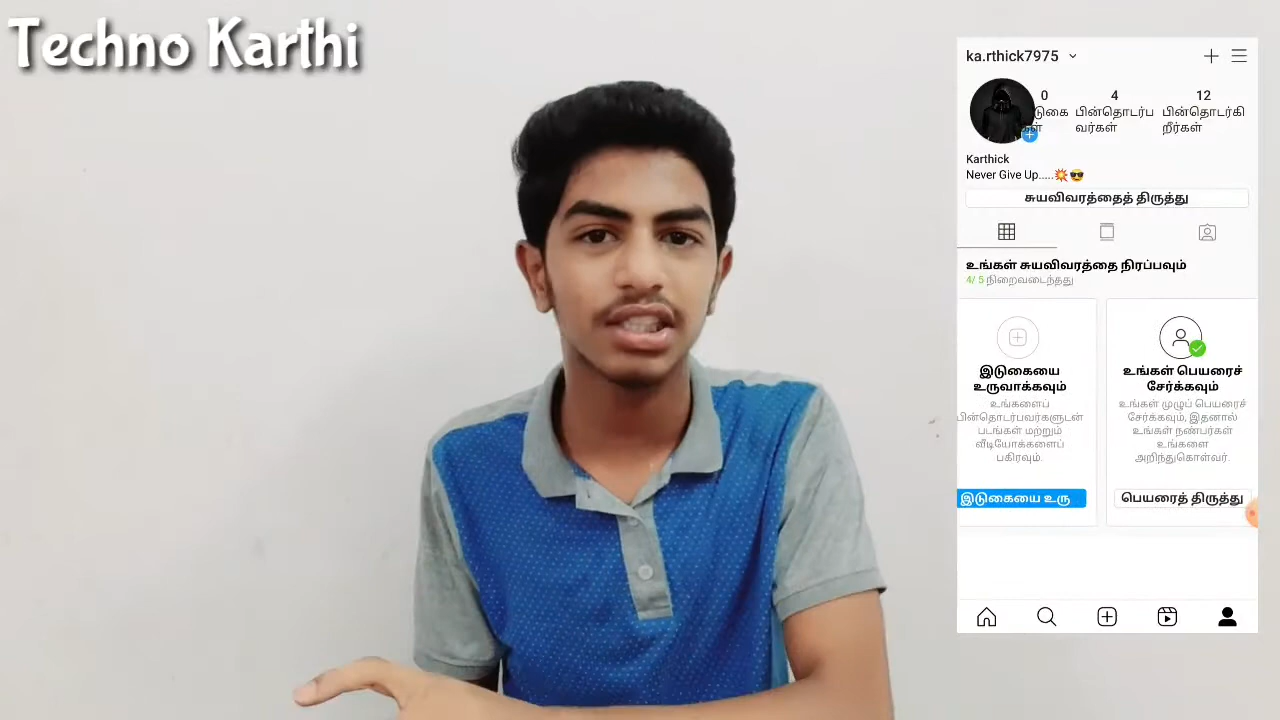 Techno Karthi
ka.rthick7975
0 4 12
பின்தொடர்ப பின்தொடர்கி
வர்கள் றீர்கள்
Karthick
Never Give Up.....💥😎
சுயவிவரத்தைத் திருத்து
உங்கள் சுயவிவரத்தை நிரப்பவும்
4/ 5 நிறைவடைந்தது
இடுகையை
உருவாக்கவும்
உங்களைப்
பின்தொடர்பவர்களுடன்
படங்கள் மற்றும்
வீடியோக்களைப்
பகிரவும்.
இடுகையை உரு
உங்கள் பெயரைச்
சேர்க்கவும்
உங்கள் முழுப் பெயரைச்
சேர்க்கவும், இதனால்
உங்கள் நண்பர்கள்
உங்களை
அறிந்துகொள்வர்.
பெயரைத் திருத்து